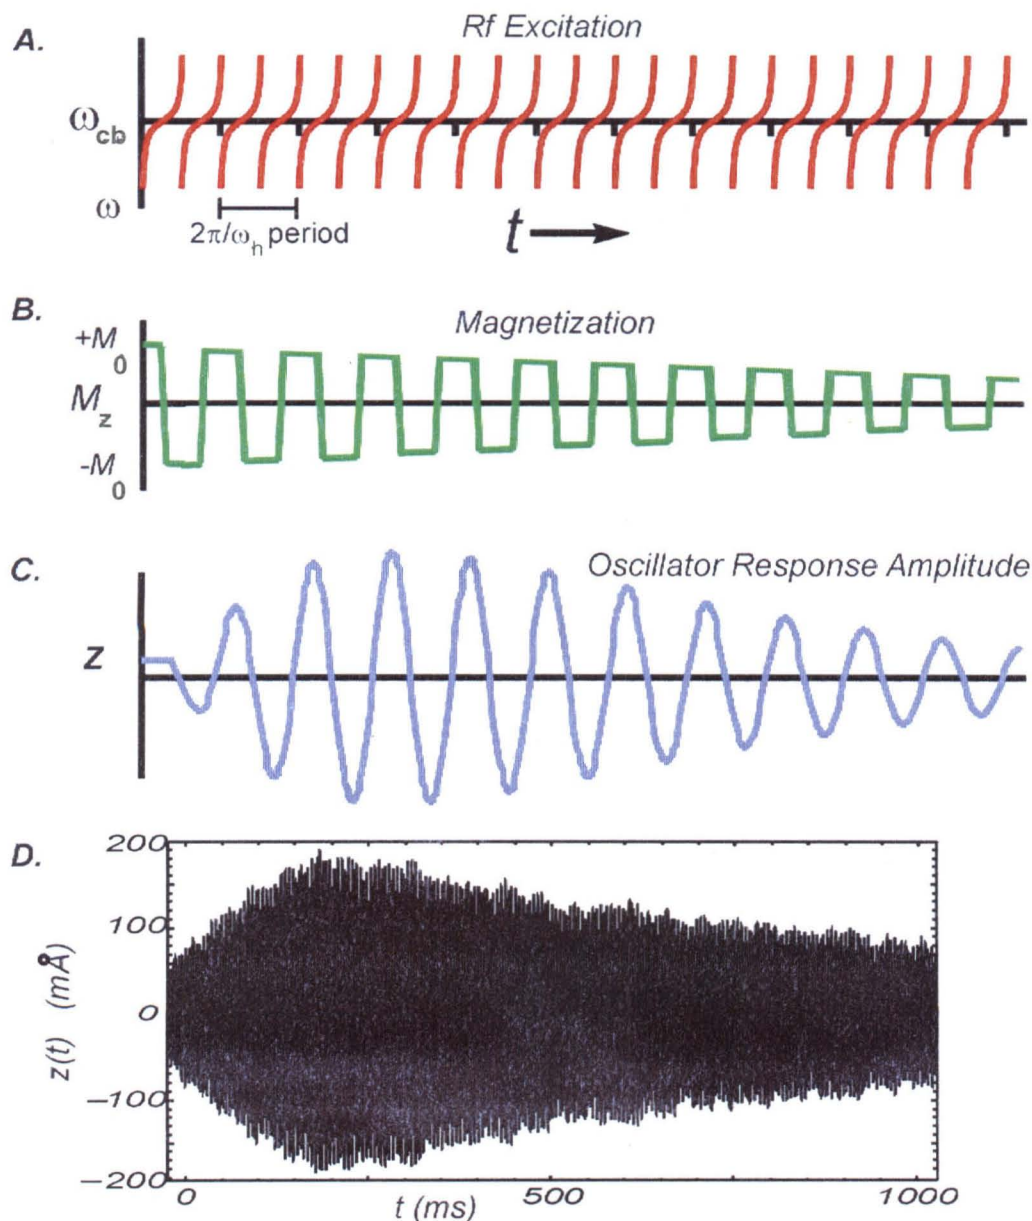 A.
Rf Excitation
ω_cb
ω
2π/ω_h period
t
B.
Magnetization
+M
0
M_z
-M
0
C.
Oscillator Response Amplitude
z
D.
200
100
0
−100
−200
z(t) (mÅ)
0
500
1000
t (ms)